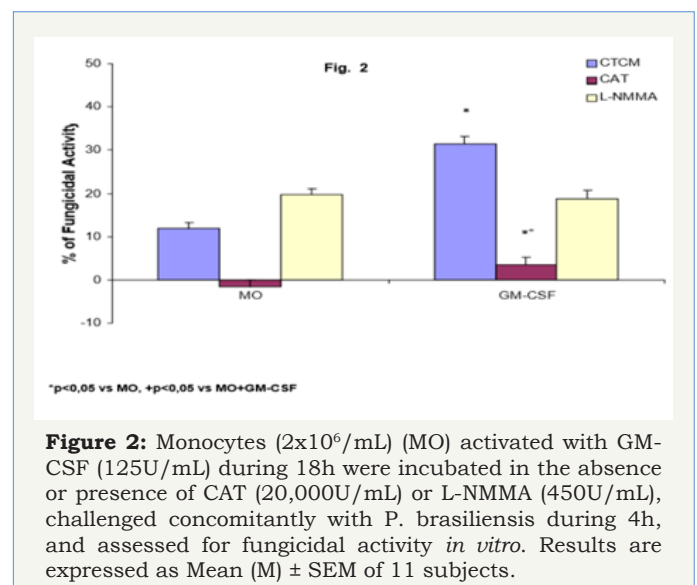 Fig. 2
CTCM
CAT
L-NMMA
% of Fungicidal Activity
50
40
30
20
10
0
-10
*
*
MO
GM-CSF
*p<0,05 vs MO, +p<0,05 vs MO+GM-CSF
Figure 2: Monocytes (2x10⁶/mL) (MO) activated with GM-
CSF (125U/mL) during 18h were incubated in the absence
or presence of CAT (20,000U/mL) or L-NMMA (450U/mL),
challenged concomitantly with P. brasiliensis during 4h,
and assessed for fungicidal activity in vitro. Results are
expressed as Mean (M) ± SEM of 11 subjects.